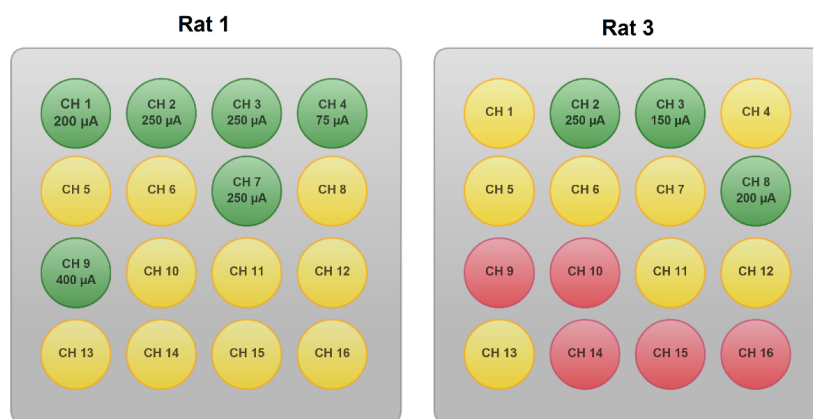 Rat 1
CH 1
200 µA
CH 2
250 µA
CH 3
250 µA
CH 4
75 µA
CH 5
CH 6
CH 7
250 µA
CH 8
CH 9
400 µA
CH 10
CH 11
CH 12
CH 13
CH 14
CH 15
CH 16
Rat 3
CH 1
CH 2
250 µA
CH 3
150 µA
CH 4
CH 5
CH 6
CH 7
CH 8
200 µA
CH 9
CH 10
CH 11
CH 12
CH 13
CH 14
CH 15
CH 16